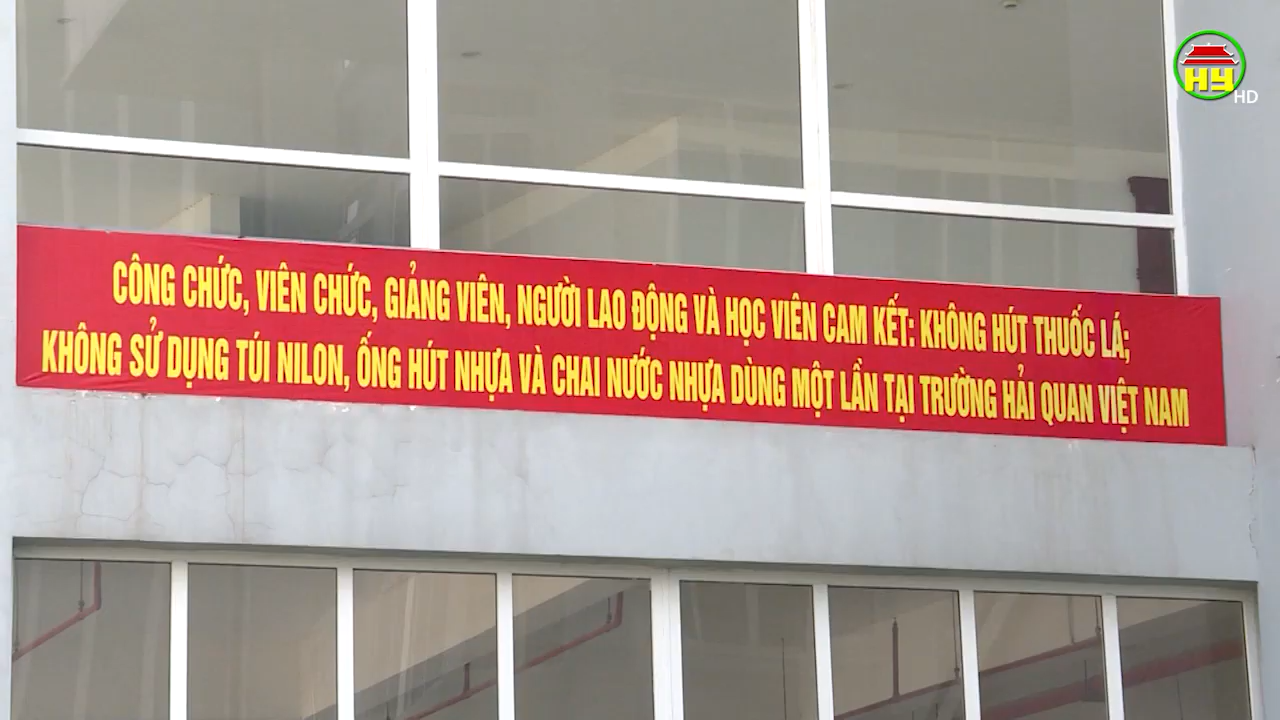 HY
HD
CÔNG CHỨC, VIÊN CHỨC, GIẢNG VIÊN, NGƯỜI LAO ĐỘNG VÀ HỌC VIÊN CAM KẾT: KHÔNG HÚT THUỐC LÁ;
KHÔNG SỬ DỤNG TÚI NILON, ỐNG HÚT NHỰA VÀ CHAI NƯỚC NHỰA DÙNG MỘT LẦN TẠI TRƯỜNG HẢI QUAN VIỆT NAM